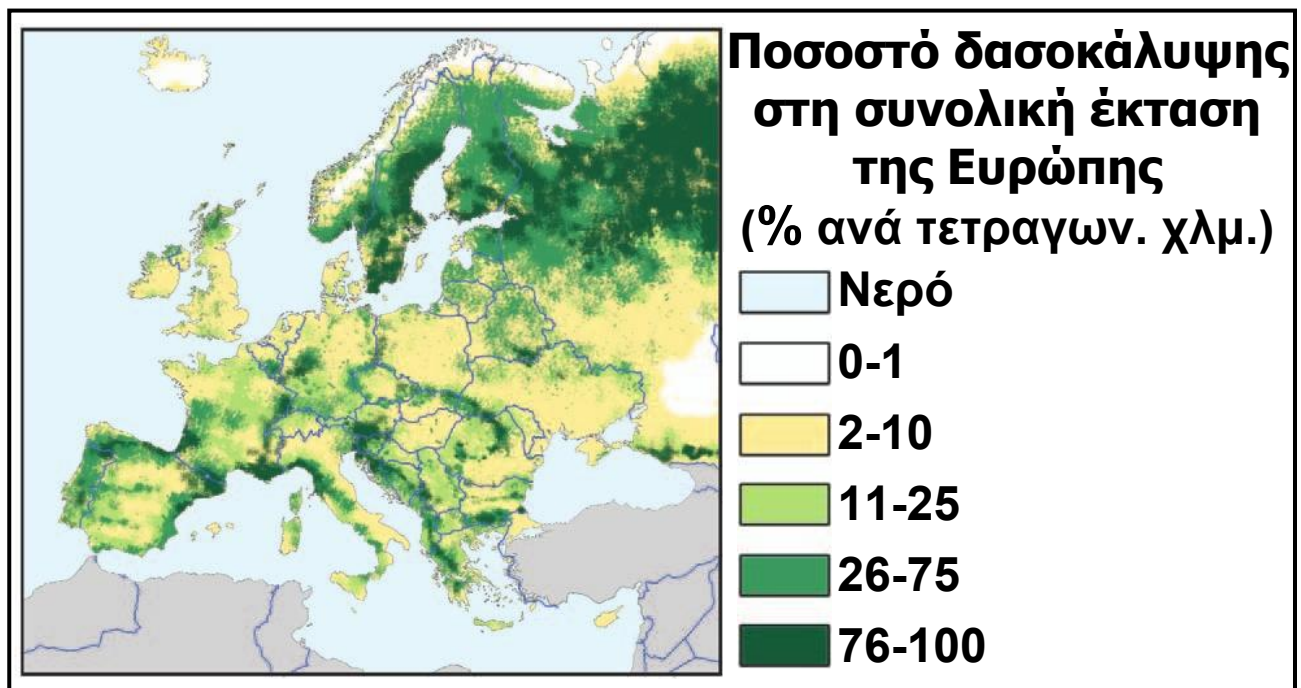 Ποσοστό δασοκάλυψης
στη συνολική έκταση
της Ευρώπης
(% ανά τετραγων. χλμ.)
Νερό
0-1
2-10
11-25
26-75
76-100